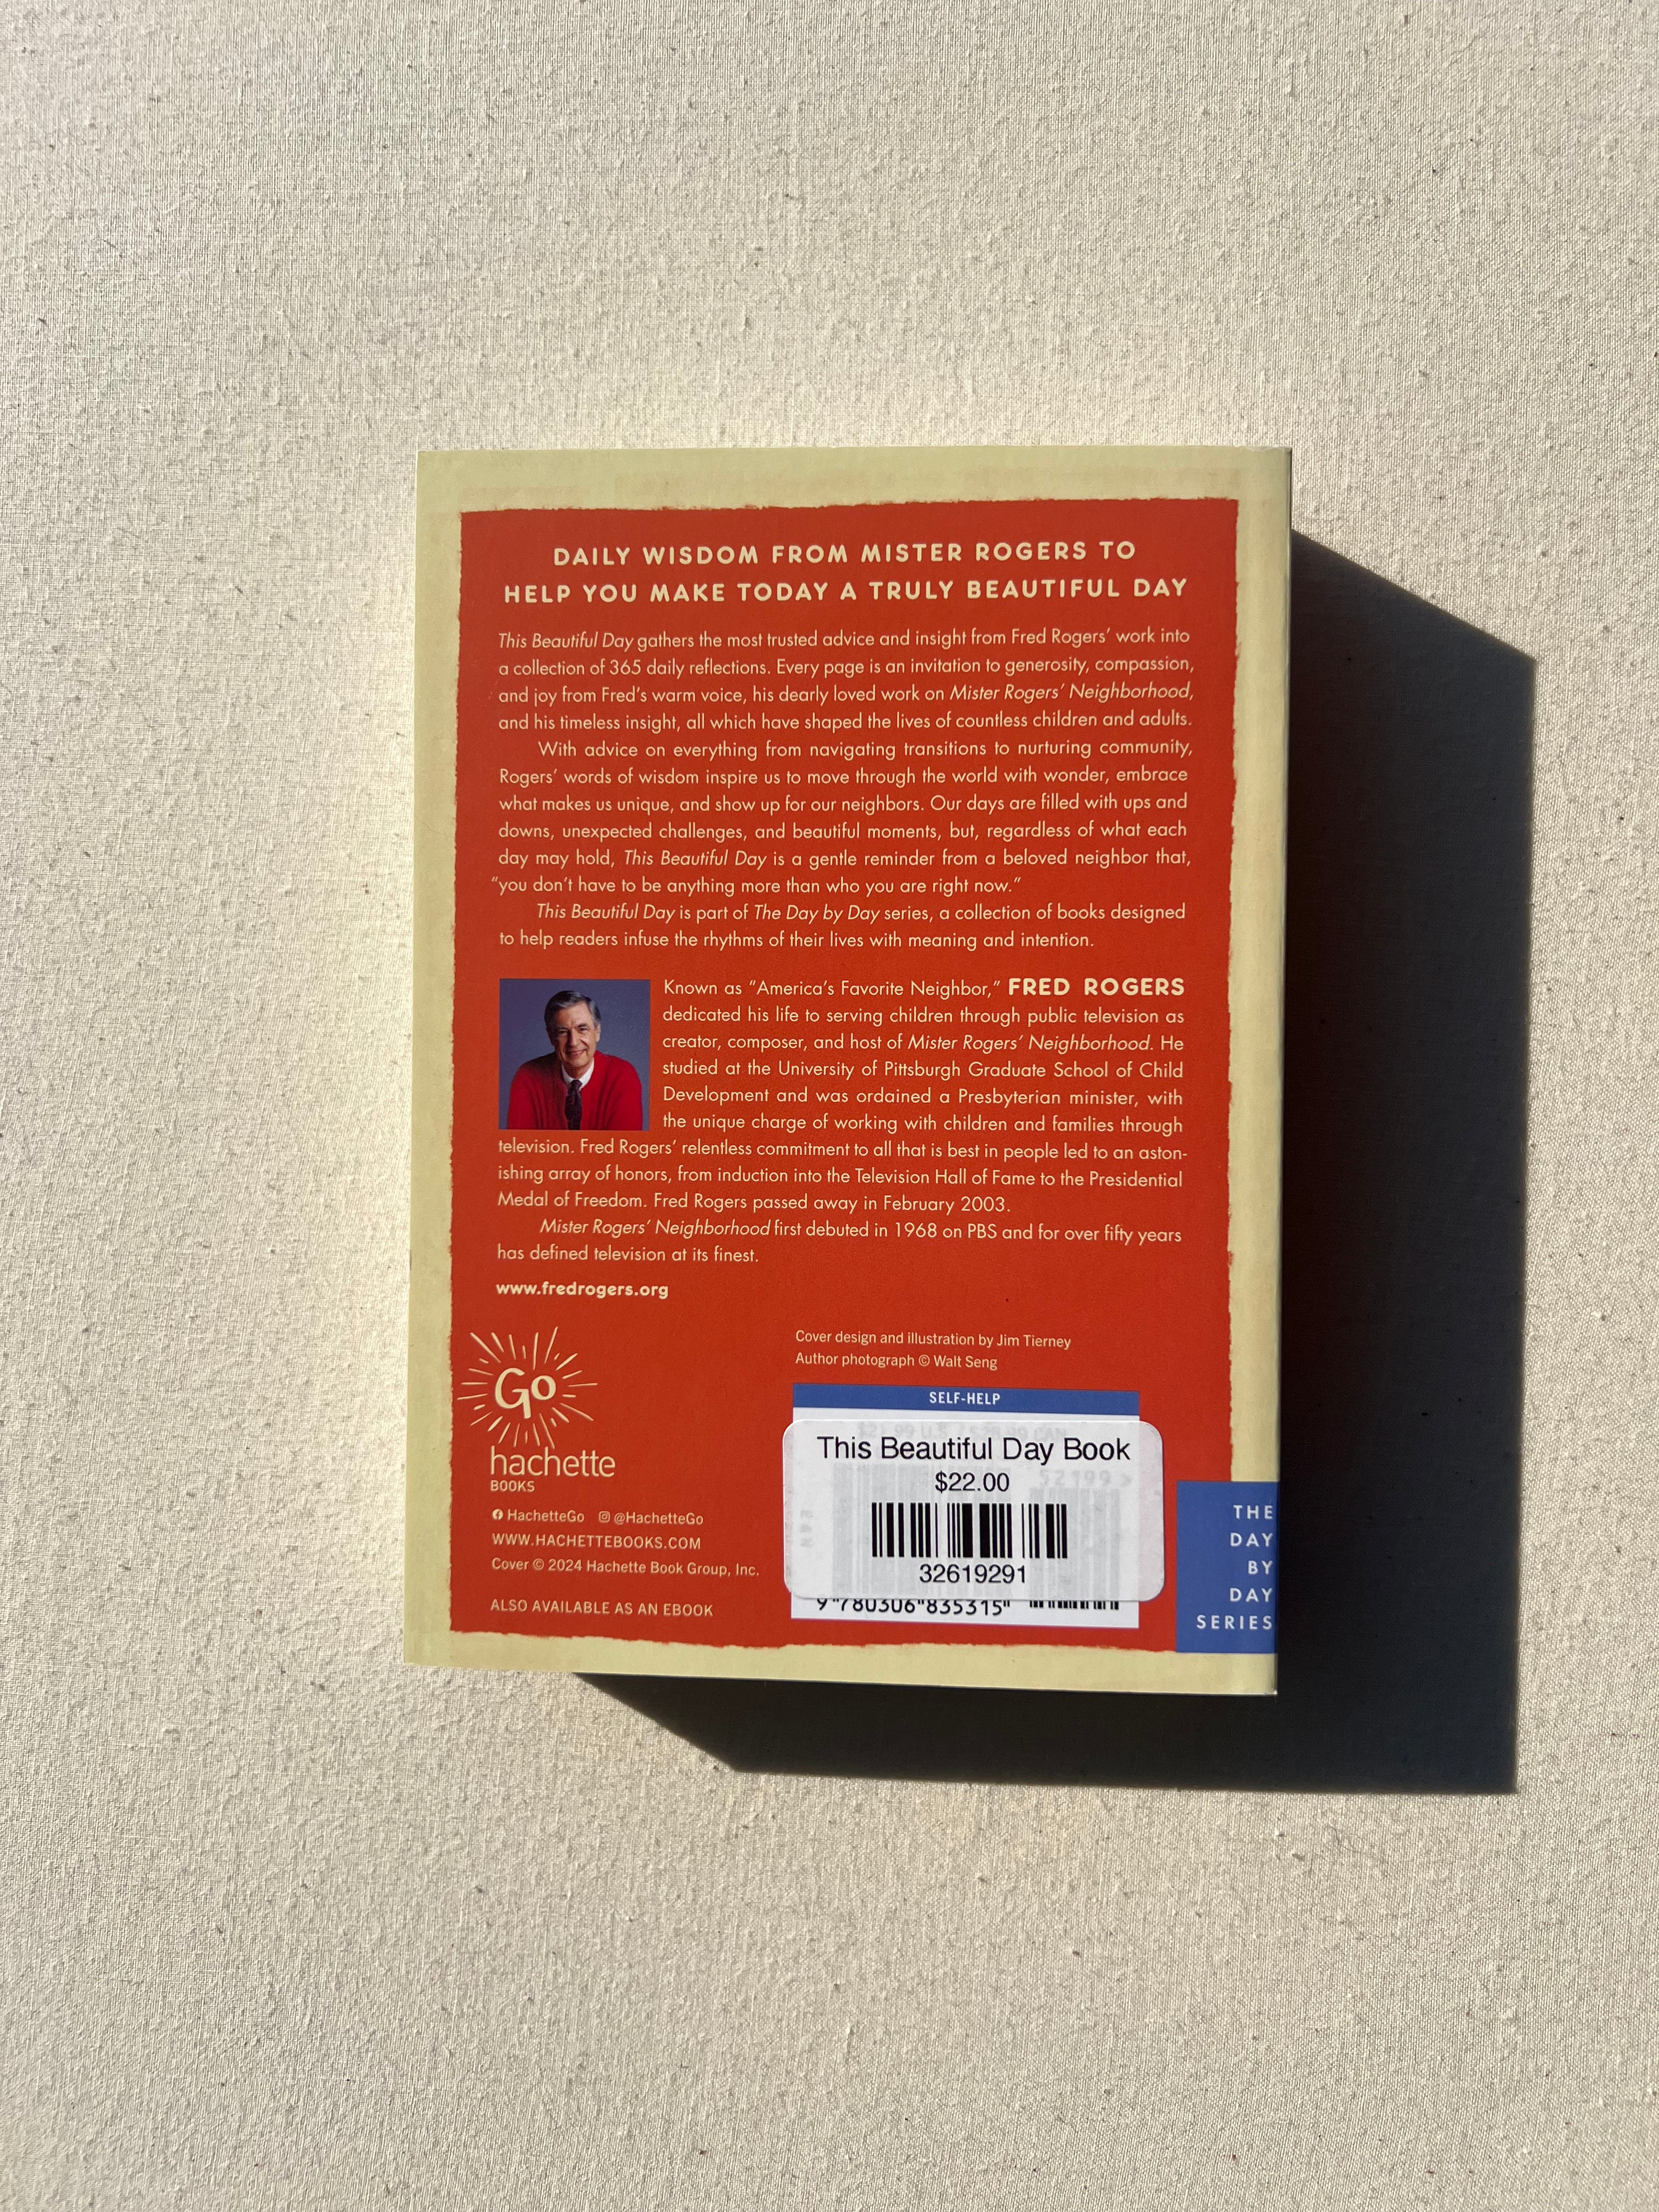 DAILY WISDOM FROM MISTER ROGERS TO
HELP YOU MAKE TODAY A TRULY BEAUTIFUL DAY
This Beautiful Day gathers the most trusted advice and insight from Fred Rogers’ work into
a collection of 365 daily reflections. Every page is an invitation to generosity, compassion,
and joy from Fred’s warm voice, his dearly loved work on Mister Rogers’ Neighborhood,
and his timeless insight, all which have shaped the lives of countless children and adults.
With advice on everything from navigating transitions to nurturing community,
Rogers’ words of wisdom inspire us to move through the world with wonder, embrace
what makes us unique, and show up for our neighbors. Our days are filled with ups and
downs, unexpected challenges, and beautiful moments, but, regardless of what each
day may hold, This Beautiful Day is a gentle reminder from a beloved neighbor that,
“you don’t have to be anything more than who you are right now.”
This Beautiful Day is part of The Day by Day series, a collection of books designed
to help readers infuse the rhythms of their lives with meaning and intention.
Known as “America’s Favorite Neighbor,” FRED ROGERS
dedicated his life to serving children through public television as
creator, composer, and host of Mister Rogers’ Neighborhood. He
studied at the University of Pittsburgh Graduate School of Child
Development and was ordained a Presbyterian minister, with
the unique charge of working with children and families through
television. Fred Rogers’ relentless commitment to all that is best in people led to an aston-
ishing array of honors, from induction into the Television Hall of Fame to the Presidential
Medal of Freedom. Fred Rogers passed away in February 2003.
Mister Rogers’ Neighborhood first debuted in 1968 on PBS and for over fifty years
has defined television at its finest.
www.fredrogers.org
Go
hachette
BOOKS
HachetteGo @HachetteGo
WWW.HACHETTEBOOKS.COM
Cover © 2024 Hachette Book Group, Inc.
ALSO AVAILABLE AS AN EBOOK
Cover design and illustration by Jim Tierney
Author photograph © Walt Seng
SELF-HELP
This Beautiful Day Book
$22.00
52199 >
32619291
9 780306 835315
THE
DAY
BY
DAY
SERIES